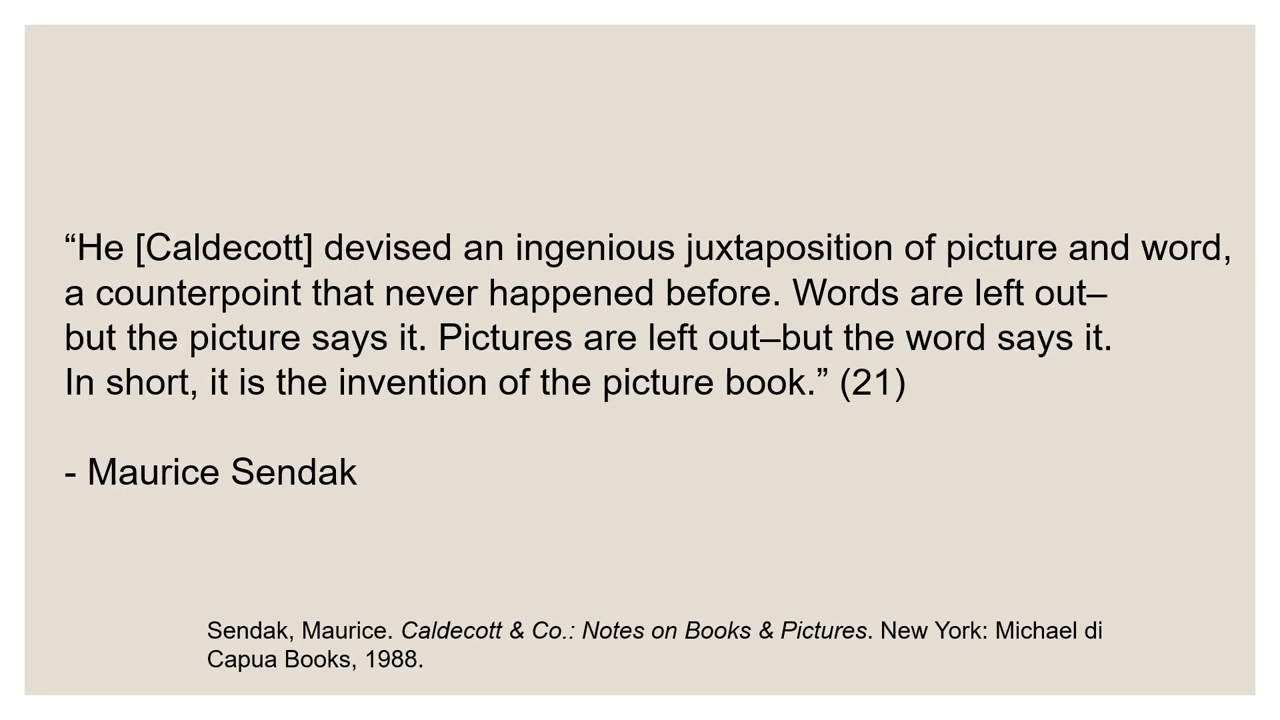 “He [Caldecott] devised an ingenious juxtaposition of picture and word,
a counterpoint that never happened before. Words are left out–
but the picture says it. Pictures are left out–but the word says it.
In short, it is the invention of the picture book.” (21)
- Maurice Sendak
Sendak, Maurice. Caldecott & Co.: Notes on Books & Pictures. New York: Michael di
Capua Books, 1988.